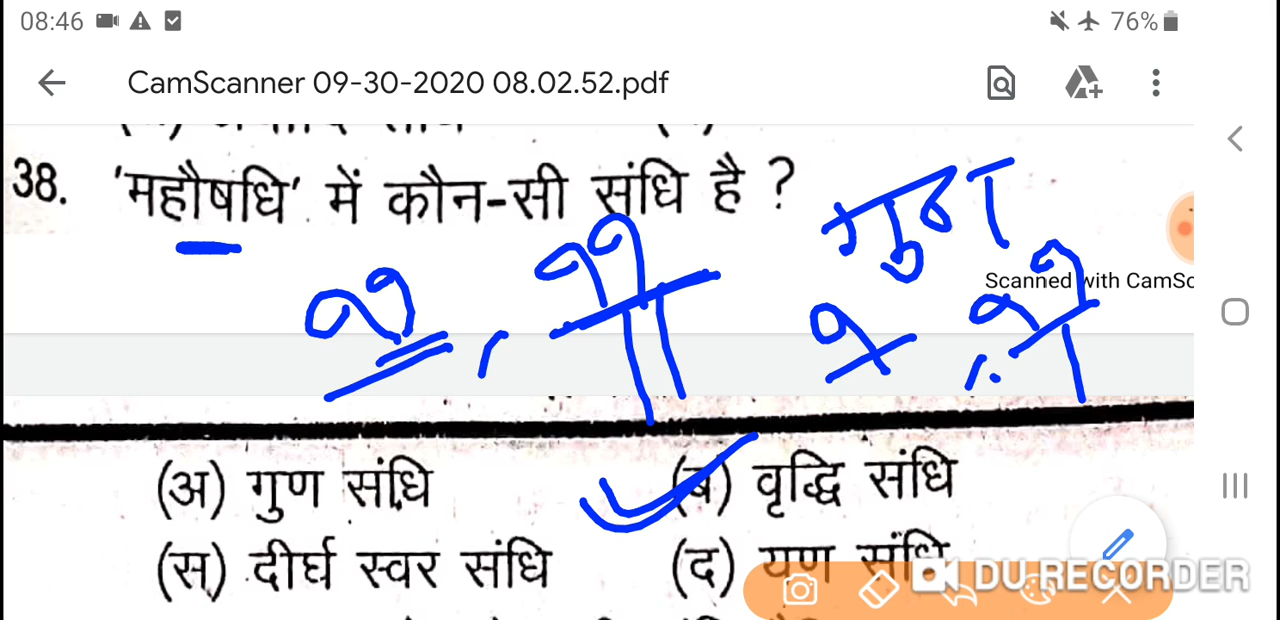 08:46 76%
CamScanner 09-30-2020 08.02.52.pdf
38. 'महौषधि' में कौन-सी संधि है ?
गुण
Scanned with CamSc
(अ) गुण संधि (ब) वृद्धि संधि
(स) दीर्घ स्वर संधि (द) यण संधि
DU RECORDER